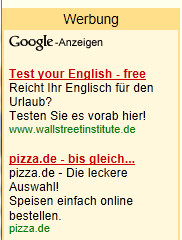 Werbung
Google-Anzeigen
Test your English - free
Reicht Ihr Englisch für den
Urlaub?
Testen Sie es vorab hier!
www.wallstreetinstitute.de
pizza.de - bis gleich...
pizza.de - Die leckere
Auswahl!
Speisen einfach online
bestellen.
pizza.de